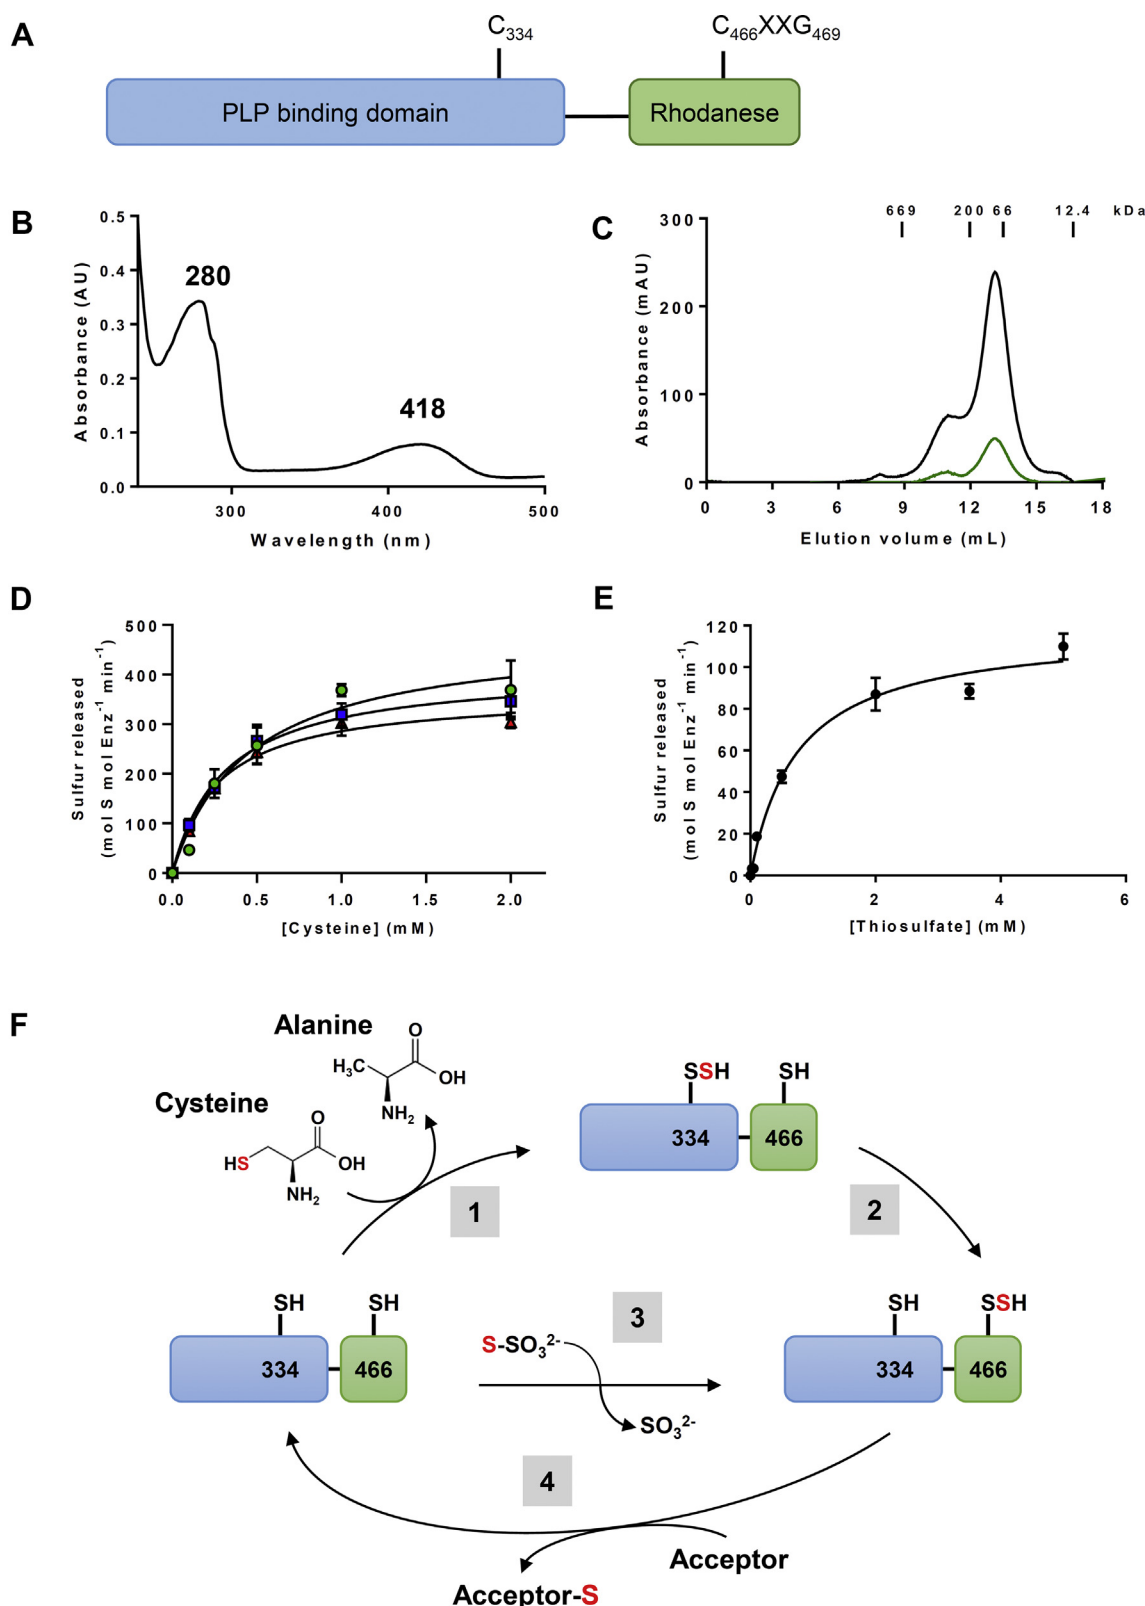 A
C₃₃₄
C₄₆₆XXG₄₆₉
PLP binding domain
Rhodanese
B
0.5
0.4
0.3
0.2
0.1
0.0
Absorbance (AU)
280
418
300
400
500
Wavelength (nm)
C
669
200
66
12.4
kDa
300
200
100
0
Absorbance (mAU)
0
3
6
9
12
15
18
Elution volume (mL)
D
500
400
300
200
100
0
Sulfur released
(mol S mol Enz⁻¹ min⁻¹)
0.0
0.5
1.0
1.5
2.0
[Cysteine] (mM)
E
120
100
80
60
40
20
0
Sulfur released
(mol S mol Enz⁻¹ min⁻¹)
0
2
4
6
[Thiosulfate] (mM)
F
Alanine
O
H₃C
OH
NH₂
Cysteine
O
HS
OH
NH₂
1
SSH
SH
334
466
2
SH
SH
334
466
3
S-SO₃²⁻
SO₃²⁻
SH
SSH
334
466
4
Acceptor
Acceptor-S